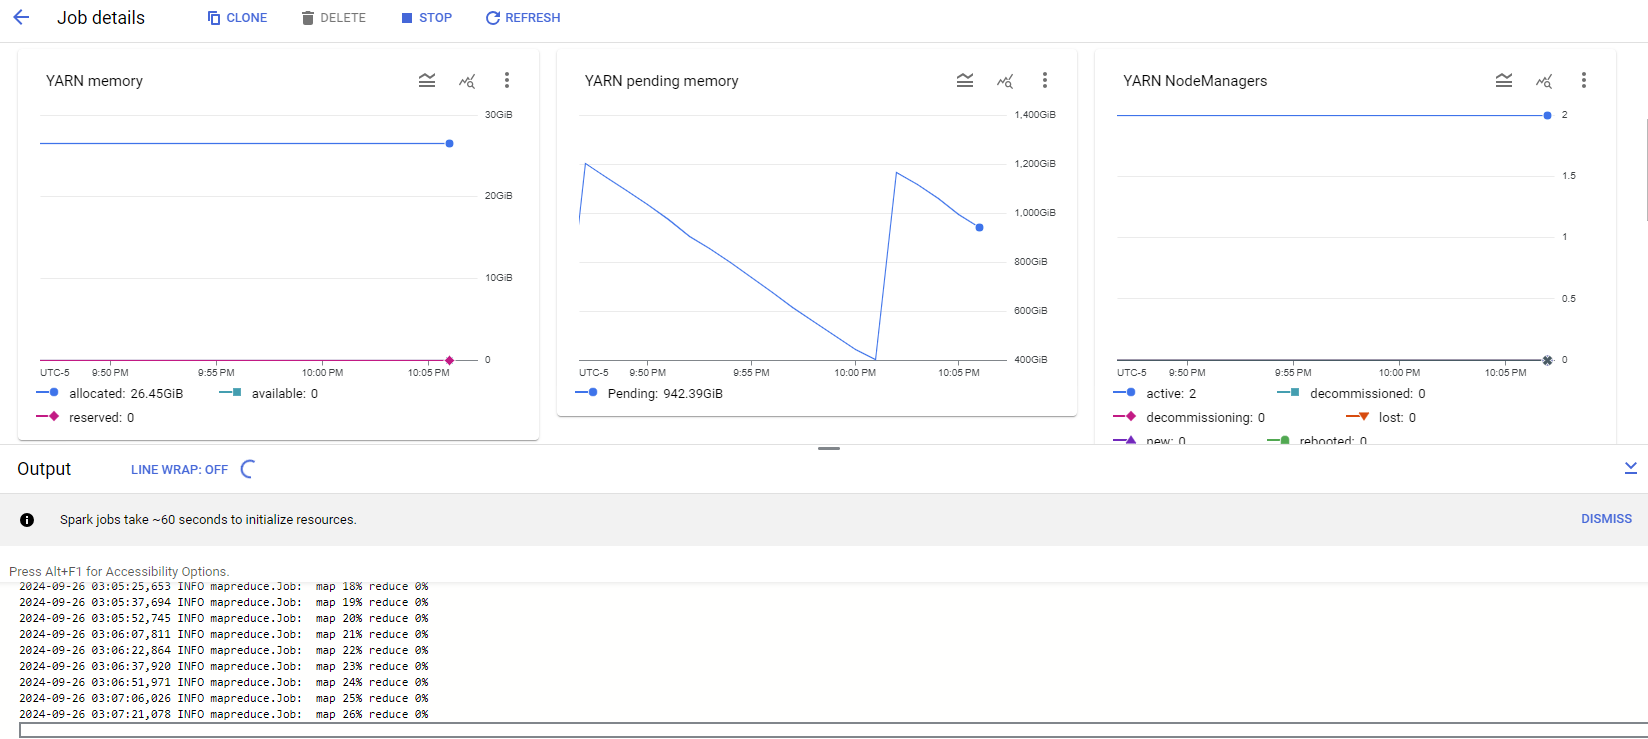 Job details CLONE DELETE STOP REFRESH
YARN memory
30GiB
20GiB
10GiB
0
UTC-5 9:50 PM 9:55 PM 10:00 PM 10:05 PM
allocated: 26.45GiB available: 0
reserved: 0
YARN pending memory
1,400GiB
1,200GiB
1,000GiB
800GiB
600GiB
400GiB
UTC-5 9:50 PM 9:55 PM 10:00 PM 10:05 PM
Pending: 942.39GiB
YARN NodeManagers
2
1.5
1
0.5
0
UTC-5 9:50 PM 9:55 PM 10:00 PM 10:05 PM
active: 2 decommissioned: 0
decommissioning: 0 lost: 0
new: 0 rebooted: 0
Output LINE WRAP: OFF
Spark jobs take ~60 seconds to initialize resources. DISMISS
Press Alt+F1 for Accessibility Options.
2024-09-26 03:05:25,653 INFO mapreduce.Job:  map 18% reduce 0%
2024-09-26 03:05:37,694 INFO mapreduce.Job:  map 19% reduce 0%
2024-09-26 03:05:52,745 INFO mapreduce.Job:  map 20% reduce 0%
2024-09-26 03:06:07,811 INFO mapreduce.Job:  map 21% reduce 0%
2024-09-26 03:06:22,864 INFO mapreduce.Job:  map 22% reduce 0%
2024-09-26 03:06:37,920 INFO mapreduce.Job:  map 23% reduce 0%
2024-09-26 03:06:51,971 INFO mapreduce.Job:  map 24% reduce 0%
2024-09-26 03:07:06,026 INFO mapreduce.Job:  map 25% reduce 0%
2024-09-26 03:07:21,078 INFO mapreduce.Job:  map 26% reduce 0%